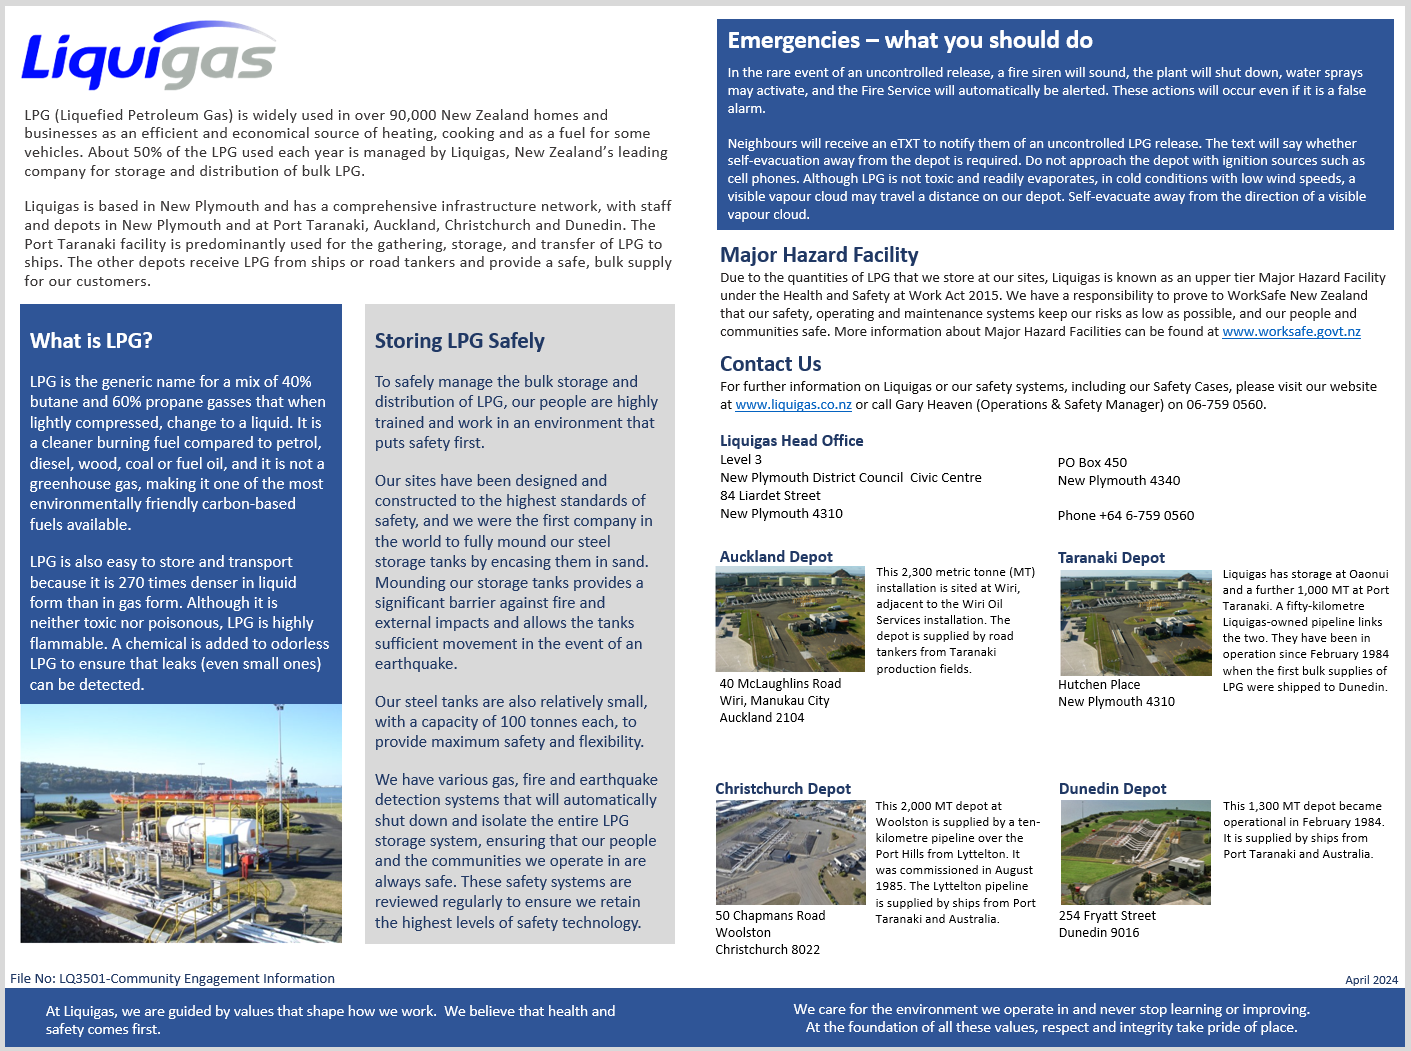 Liquigas
LPG (Liquefied Petroleum Gas) is widely used in over 90,000 New Zealand homes and
businesses as an efficient and economical source of heating, cooking and as a fuel for some
vehicles. About 50% of the LPG used each year is managed by Liquigas, New Zealand's leading
company for storage and distribution of bulk LPG.
Liquigas is based in New Plymouth and has a comprehensive infrastructure network, with staff
and depots in New Plymouth and at Port Taranaki, Auckland, Christchurch and Dunedin. The
Port Taranaki facility is predominantly used for the gathering, storage, and transfer of LPG to
ships. The other depots receive LPG from ships or road tankers and provide a safe, bulk supply
for our customers.
What is LPG?
LPG is the generic name for a mix of 40%
butane and 60% propane gasses that when
lightly compressed, change to a liquid. It is
a cleaner burning fuel compared to petrol,
diesel, wood, coal or fuel oil, and it is not a
greenhouse gas, making it one of the most
environmentally friendly carbon-based
fuels available.
LPG is also easy to store and transport
because it is 270 times denser in liquid
form than in gas form. Although it is
neither toxic nor poisonous, LPG is highly
flammable. A chemical is added to odorless
LPG to ensure that leaks (even small ones)
can be detected.
Storing LPG Safely
To safely manage the bulk storage and
distribution of LPG, our people are highly
trained and work in an environment that
puts safety first.
Our sites have been designed and
constructed to the highest standards of
safety, and we were the first company in
the world to fully mound our steel
storage tanks by encasing them in sand.
Mounding our storage tanks provides a
significant barrier against fire and
external impacts and allows the tanks
sufficient movement in the event of an
earthquake.
Our steel tanks are also relatively small,
with a capacity of 100 tonnes each, to
provide maximum safety and flexibility.
We have various gas, fire and earthquake
detection systems that will automatically
shut down and isolate the entire LPG
storage system, ensuring that our people
and the communities we operate in are
always safe. These safety systems are
reviewed regularly to ensure we retain
the highest levels of safety technology.
Emergencies – what you should do
In the rare event of an uncontrolled release, a fire siren will sound, the plant will shut down, water sprays
may activate, and the Fire Service will automatically be alerted. These actions will occur even if it is a false
alarm.
Neighbours will receive an eTXT to notify them of an uncontrolled LPG release. The text will say whether
self-evacuation away from the depot is required. Do not approach the depot with ignition sources such as
cell phones. Although LPG is not toxic and readily evaporates, in cold conditions with low wind speeds, a
visible vapour cloud may travel a distance on our depot. Self-evacuate away from the direction of a visible
vapour cloud.
Major Hazard Facility
Due to the quantities of LPG that we store at our sites, Liquigas is known as an upper tier Major Hazard Facility
under the Health and Safety at Work Act 2015. We have a responsibility to prove to WorkSafe New Zealand
that our safety, operating and maintenance systems keep our risks as low as possible, and our people and
communities safe. More information about Major Hazard Facilities can be found at www.worksafe.govt.nz
Contact Us
For further information on Liquigas or our safety systems, including our Safety Cases, please visit our website
at www.liquigas.co.nz or call Gary Heaven (Operations & Safety Manager) on 06-759 0560.
Liquigas Head Office
Level 3
New Plymouth District Council  Civic Centre
84 Liardet Street
New Plymouth 4310
PO Box 450
New Plymouth 4340
Phone +64 6-759 0560
Auckland Depot
This 2,300 metric tonne (MT)
installation is sited at Wiri,
adjacent to the Wiri Oil
Services installation. The
depot is supplied by road
tankers from Taranaki
production fields.
40 McLaughlins Road
Wiri, Manukau City
Auckland 2104
Taranaki Depot
Liquigas has storage at Oaonui
and a further 1,000 MT at Port
Taranaki. A fifty-kilometre
Liquigas-owned pipeline links
the two. They have been in
operation since February 1984
when the first bulk supplies of
LPG were shipped to Dunedin.
Hutchen Place
New Plymouth 4310
Christchurch Depot
This 2,000 MT depot at
Woolston is supplied by a ten-
kilometre pipeline over the
Port Hills from Lyttelton. It
was commissioned in August
1985. The Lyttelton pipeline
is supplied by ships from Port
Taranaki and Australia.
50 Chapmans Road
Woolston
Christchurch 8022
Dunedin Depot
This 1,300 MT depot became
operational in February 1984.
It is supplied by ships from
Port Taranaki and Australia.
254 Fryatt Street
Dunedin 9016
File No: LQ3501-Community Engagement Information
April 2024
At Liquigas, we are guided by values that shape how we work.  We believe that health and
safety comes first.
We care for the environment we operate in and never stop learning or improving.
At the foundation of all these values, respect and integrity take pride of place.